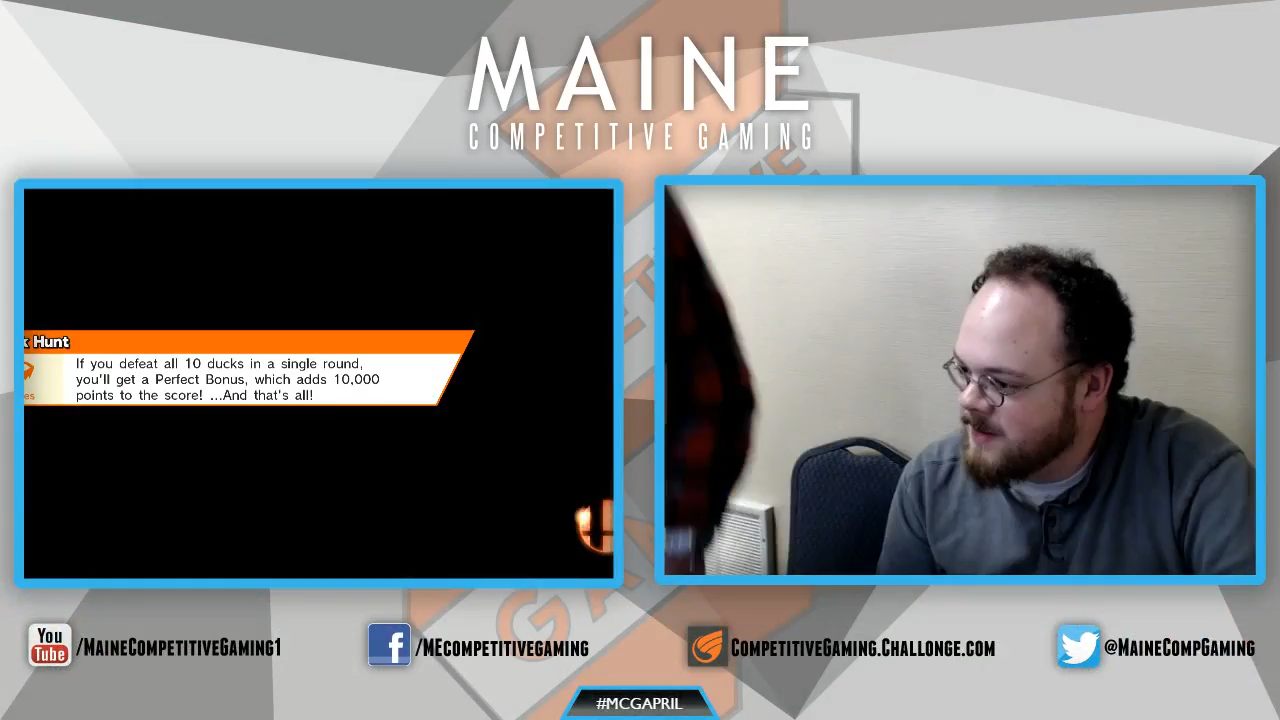 MAINE
COMPETITIVE GAMING
k Hunt
If you defeat all 10 ducks in a single round,
you'll get a Perfect Bonus, which adds 10,000
points to the score! ...And that's all!
es
You
Tube
/MaineCompetitiveGaming1
f
/MEcompetitivegaming
CompetitiveGaming.Challonge.com
@MaineCompGaming
#MCGAPRIL